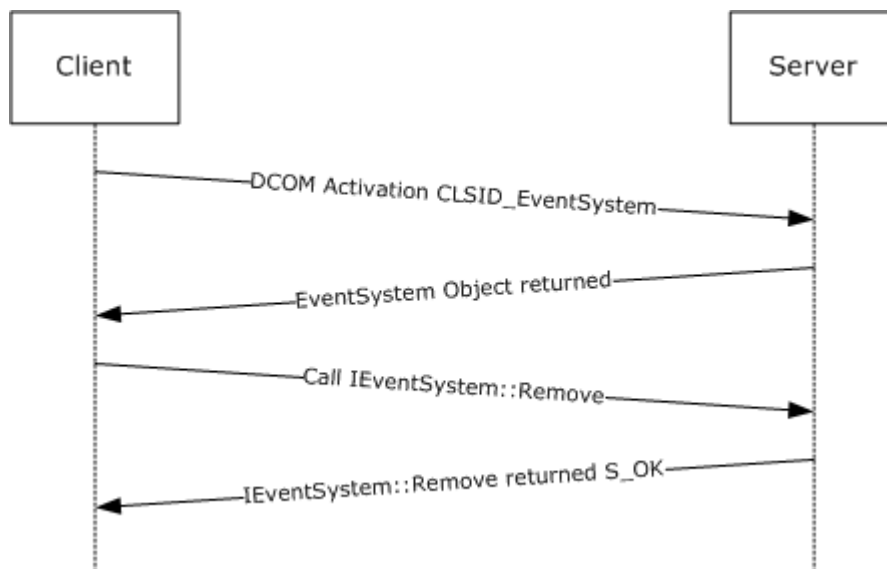 Client
Server
DCOM Activation CLSID_EventSystem
EventSystem Object returned
Call IEventSystem::Remove
IEventSystem::Remove returned S_OK